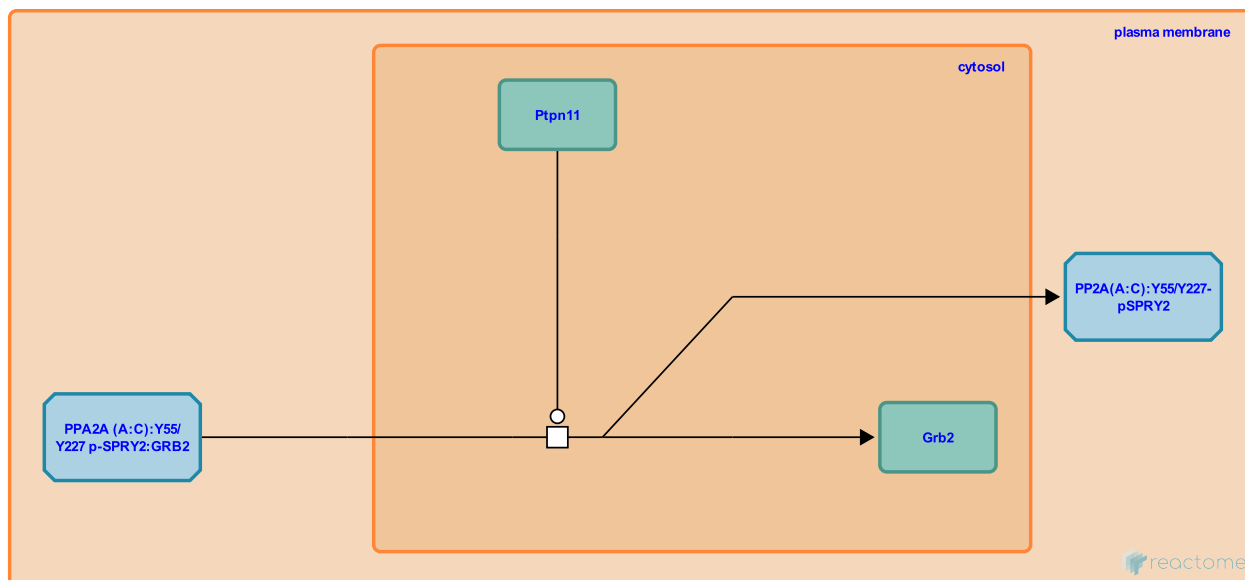 plasma membrane
cytosol
Ptpn11
PP2A(A:C):Y55/Y227-
pSPRY2
PPA2A (A:C):Y55/
Y227 p-SPRY2:GRB2
Grb2
reactome